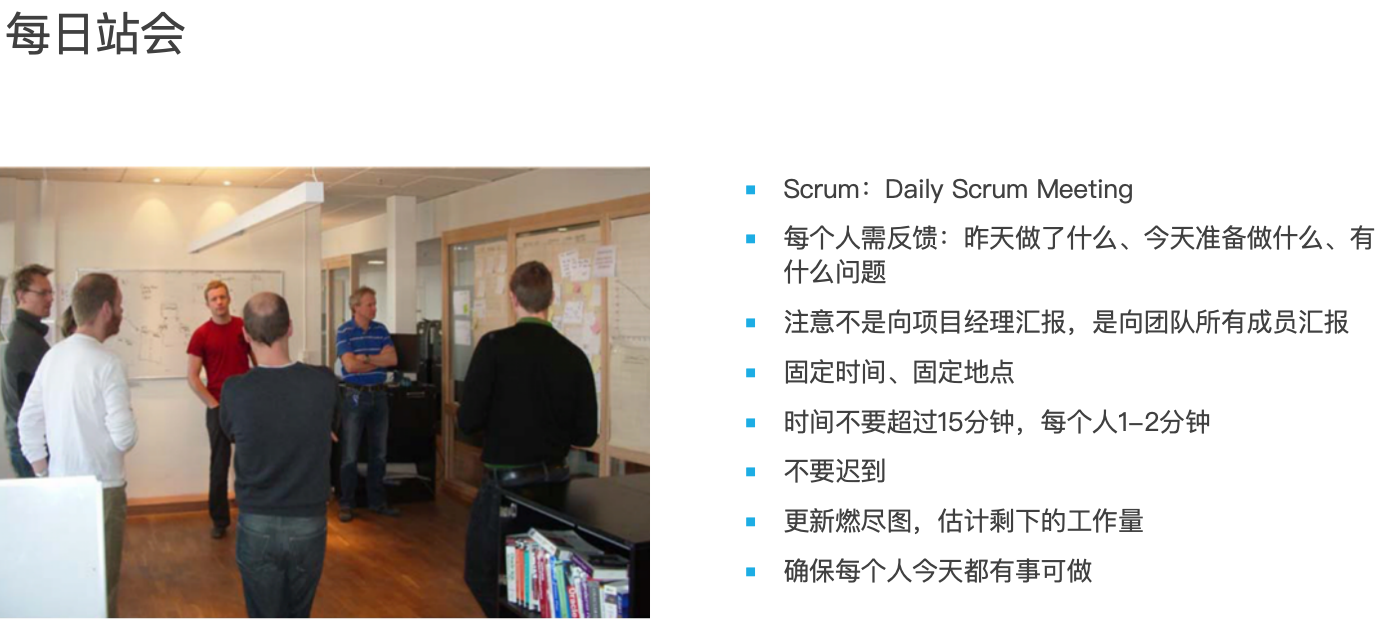 每日站会
Scrum：Daily Scrum Meeting
每个人需反馈：昨天做了什么、今天准备做什么、有
什么问题
注意不是向项目经理汇报，是向团队所有成员汇报
固定时间、固定地点
时间不要超过15分钟，每个人1-2分钟
不要迟到
更新燃尽图，估计剩下的工作量
确保每个人今天都有事可做